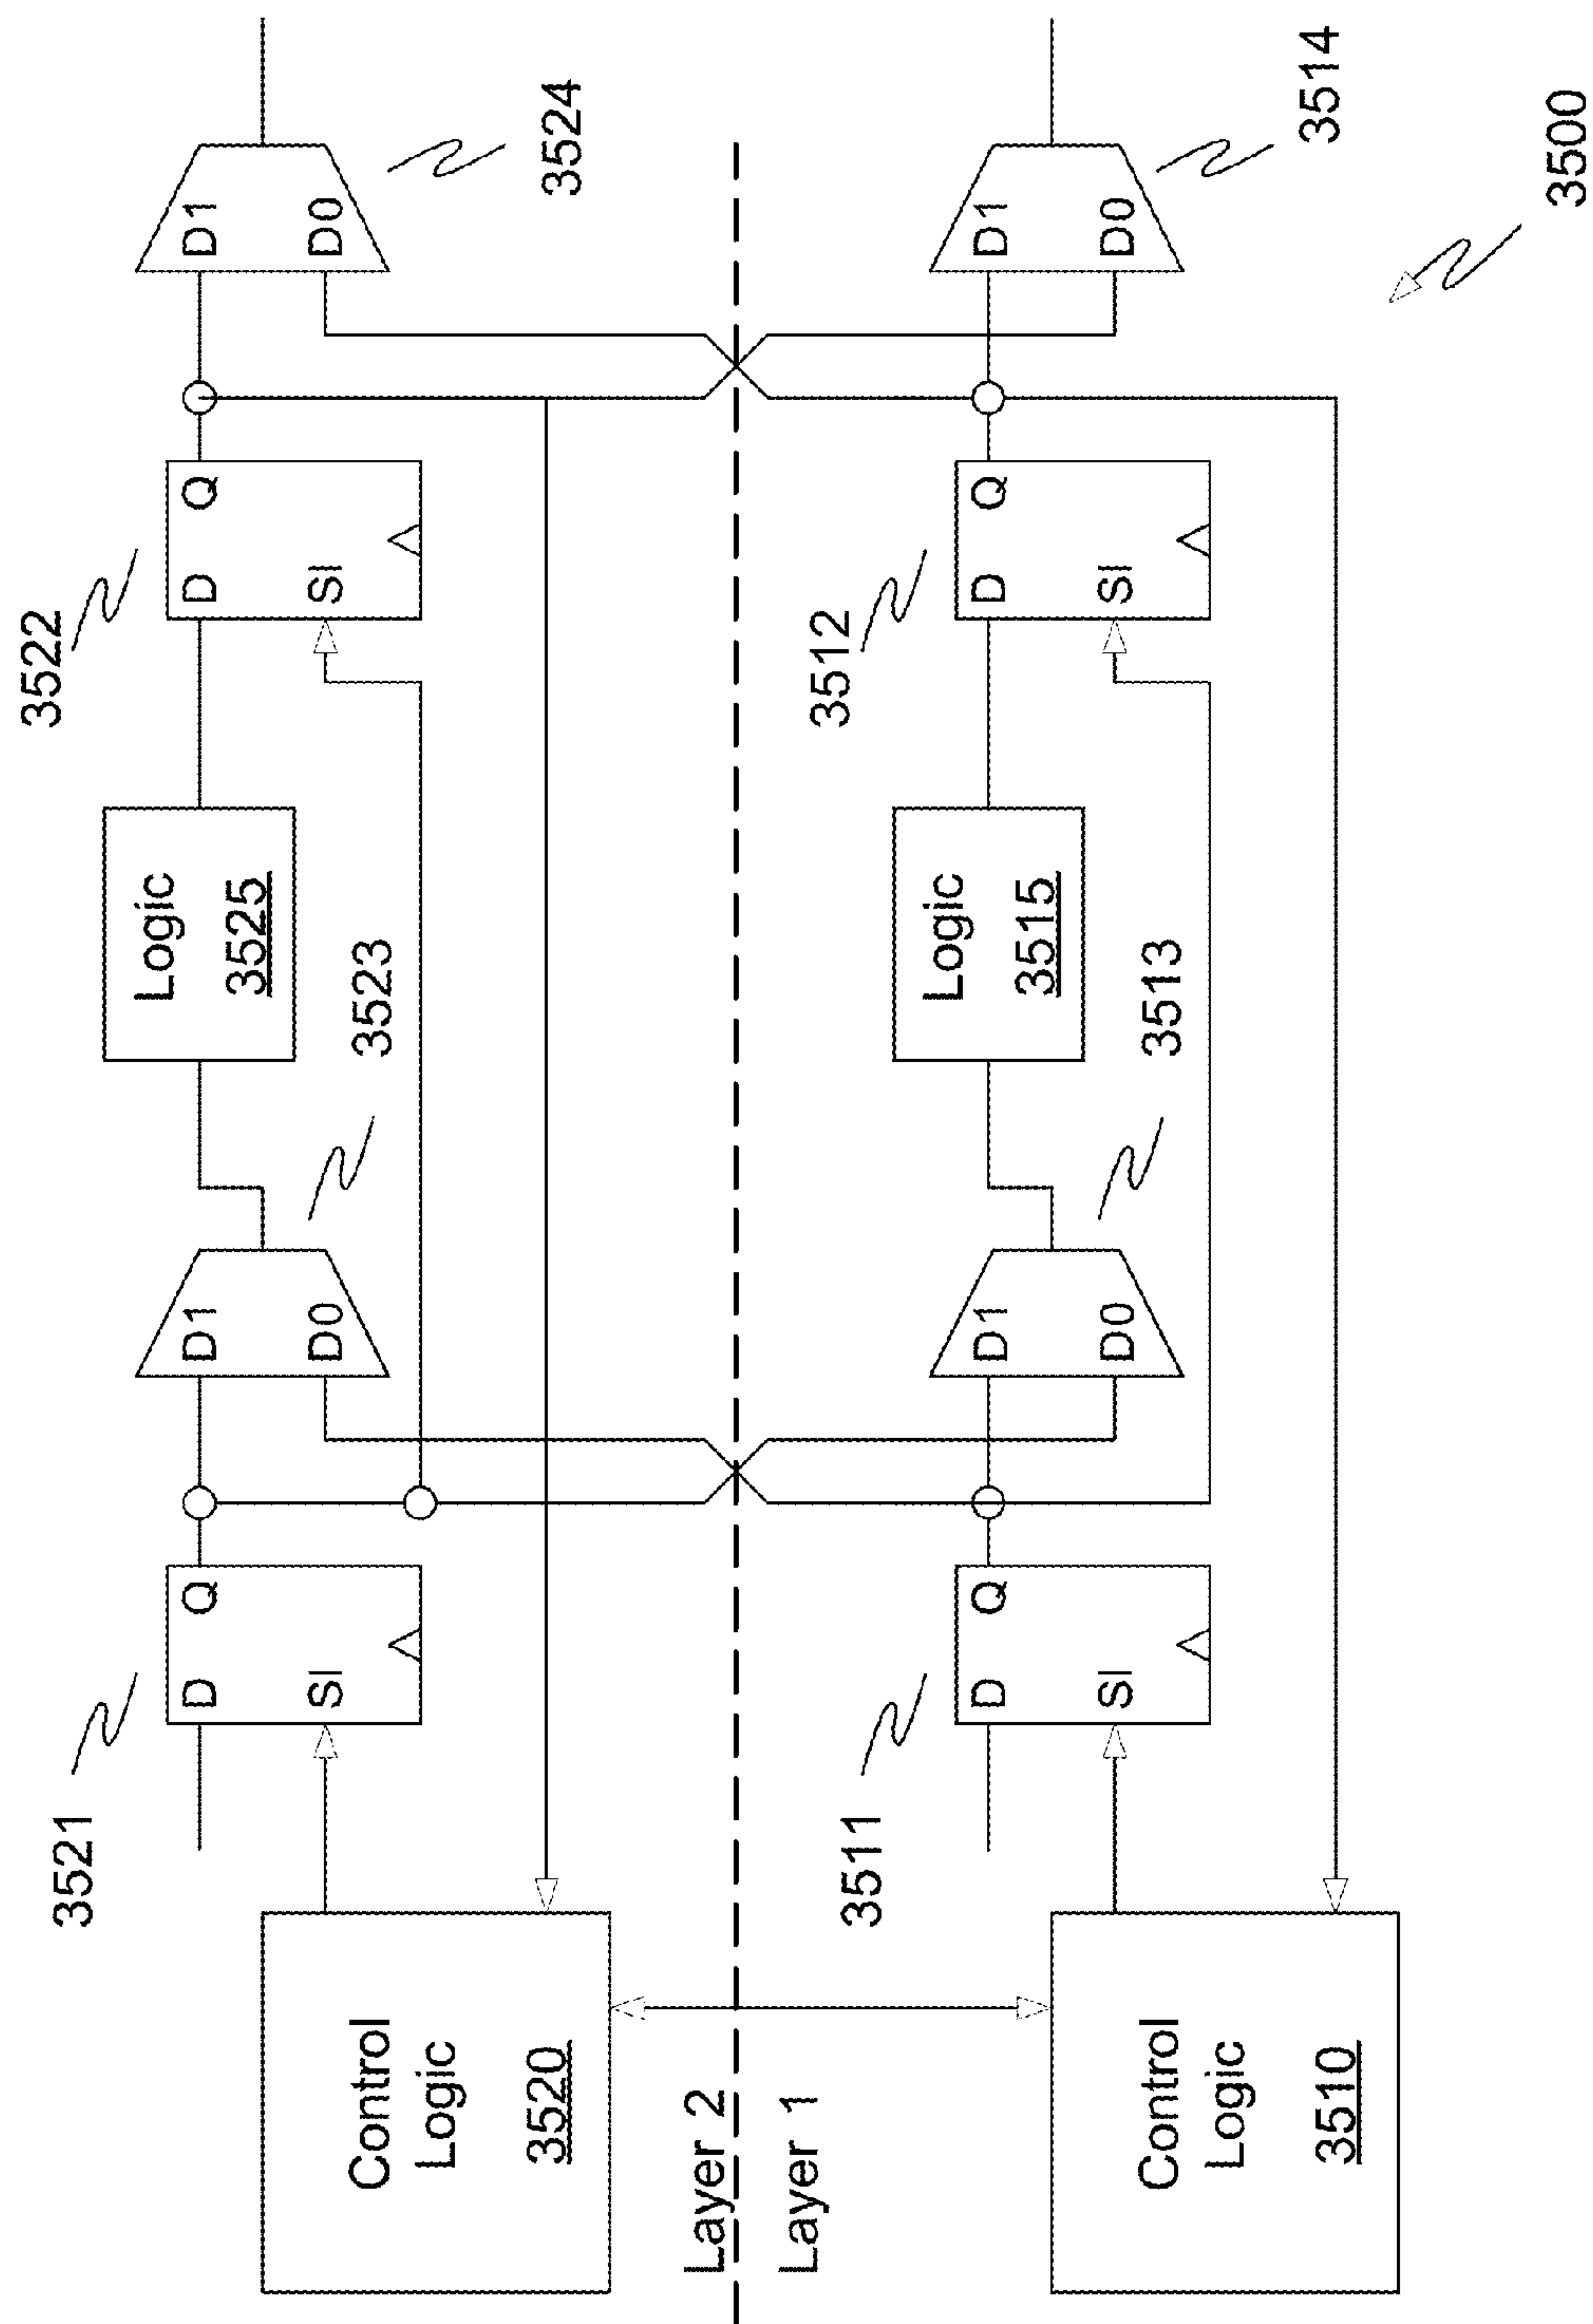 Control
Logic
3520
3521
D
Q
SI
D1
D0
3523
Logic
3525
3522
D
Q
SI
D1
D0
3524
Layer 2
Layer 1
Control
Logic
3510
3511
D
Q
SI
D1
D0
3513
Logic
3515
3512
D
Q
SI
D1
D0
3514
3500